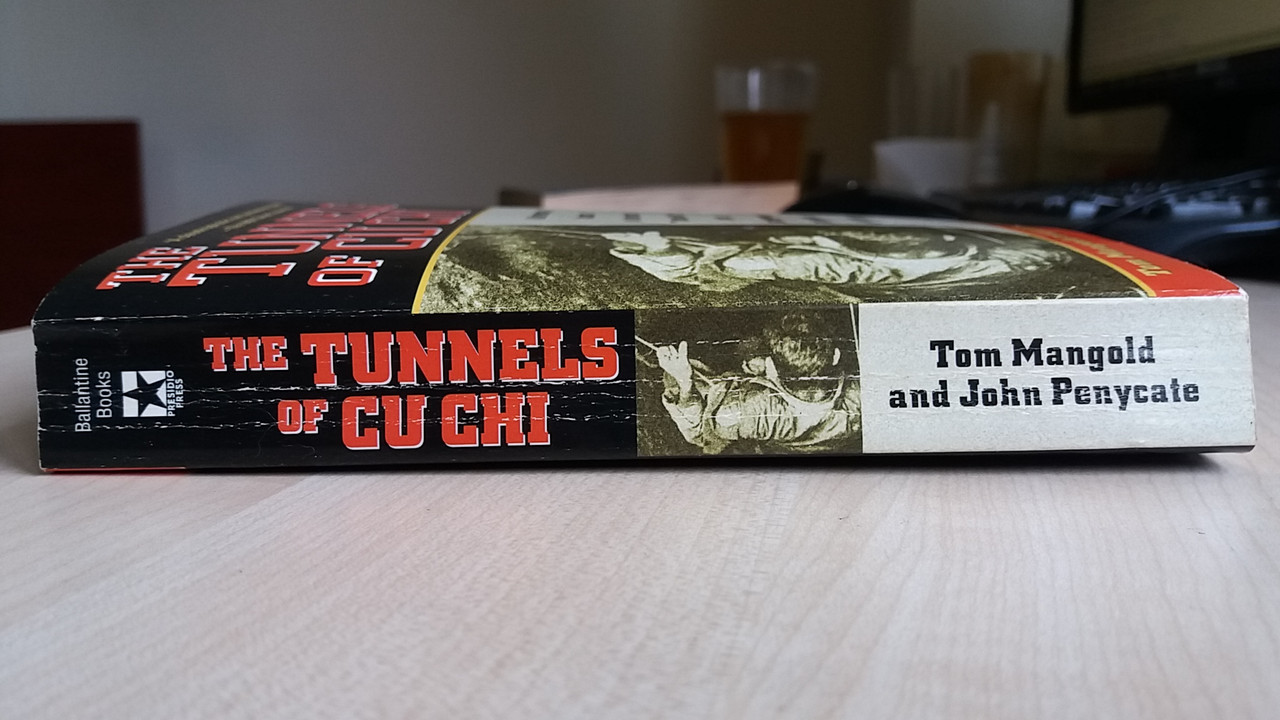 THE
TUNNELS
OF CU CHI
Ballantine
Books
PRESIDIO
PRESS
THE TUNNELS
OF CU CHI
Tom Mangold
and John Penycate